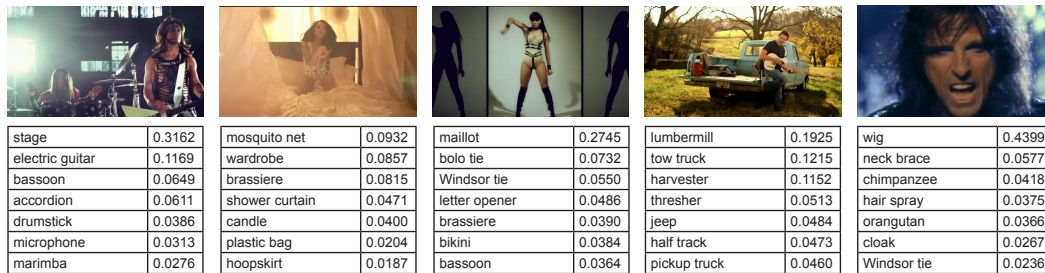 stage 0.3162
electric guitar 0.1169
bassoon 0.0649
accordion 0.0611
drumstick 0.0386
microphone 0.0313
marimba 0.0276
mosquito net 0.0932
wardrobe 0.0857
brassiere 0.0815
shower curtain 0.0471
candle 0.0400
plastic bag 0.0204
hoopskirt 0.0187
maillot 0.2745
bolo tie 0.0732
Windsor tie 0.0550
letter opener 0.0486
brassiere 0.0390
bikini 0.0384
bassoon 0.0364
lumbermill 0.1925
tow truck 0.1215
harvester 0.1152
thresher 0.0513
jeep 0.0484
half track 0.0473
pickup truck 0.0460
wig 0.4399
neck brace 0.0577
chimpanzee 0.0418
hair spray 0.0375
orangutan 0.0366
cloak 0.0267
Windsor tie 0.0236